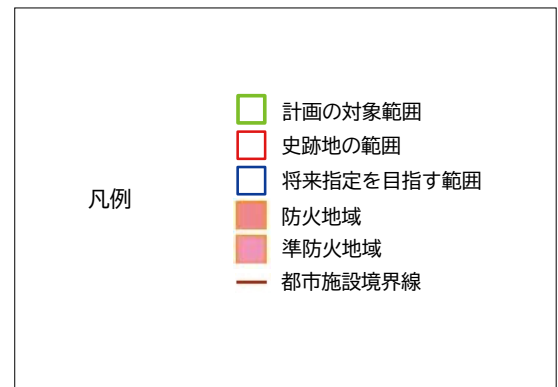 凡例
計画の対象範囲
史跡地の範囲
将来指定を目指す範囲
防火地域
準防火地域
都市施設境界線